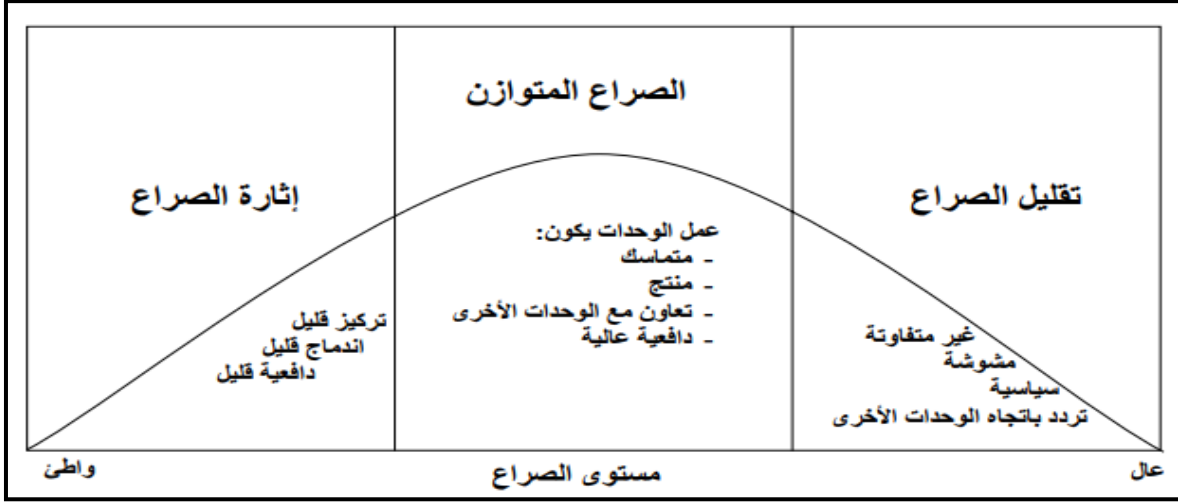 الصراع المتوازن
إثارة الصراع
تقليل الصراع
عمل الوحدات يكون:
- متماسك
- منتج
- تعاون مع الوحدات الأخرى
- دافعية عالية
تركيز قليل
اندماج قليل
دافعية قليل
غير متفاوتة
مشوشة
سياسية
تردد باتجاه الوحدات الأخرى
واطئ
مستوى الصراع
عال